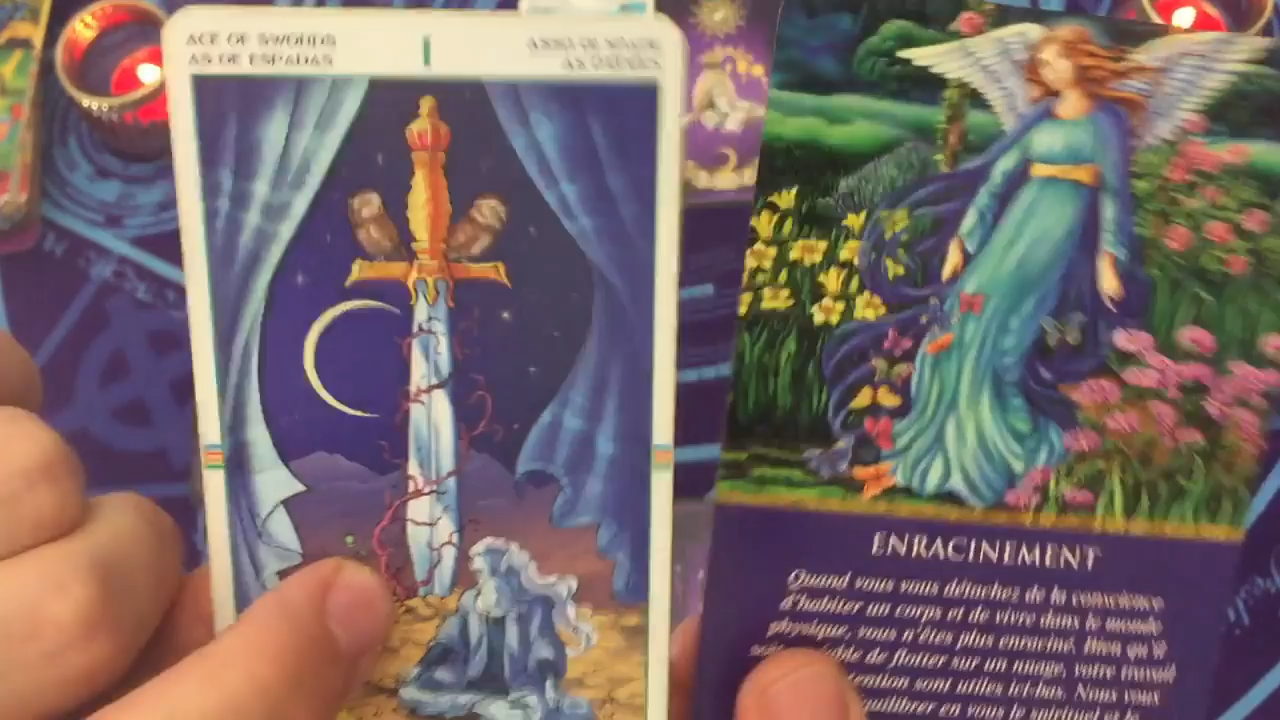 ACE OF SWORDS
AS DE ESPADAS
I
ENRACINEMENT
Quand vous vous détachez de la conscience
d'habiter un corps et de vivre dans le monde
physique, vous n'êtes plus enraciné. Bien qu'il
de flotter sur un nuage, votre travail
tention sont utiles ici-bas. Nous vous
équilibrer en vous le spirituel et le